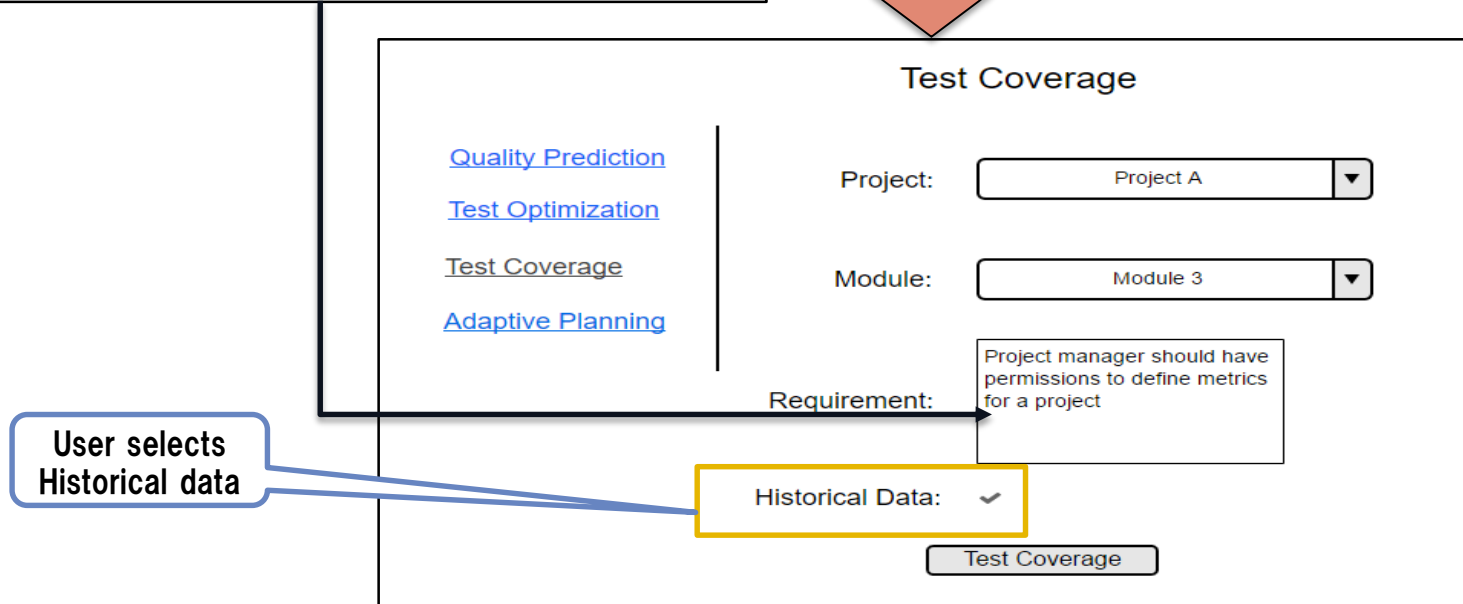 Test Coverage
Quality Prediction
Test Optimization
Test Coverage
Adaptive Planning
Project:
Project A
Module:
Module 3
Requirement:
Project manager should have
permissions to define metrics
for a project
User selects
Historical data
Historical Data:
Test Coverage